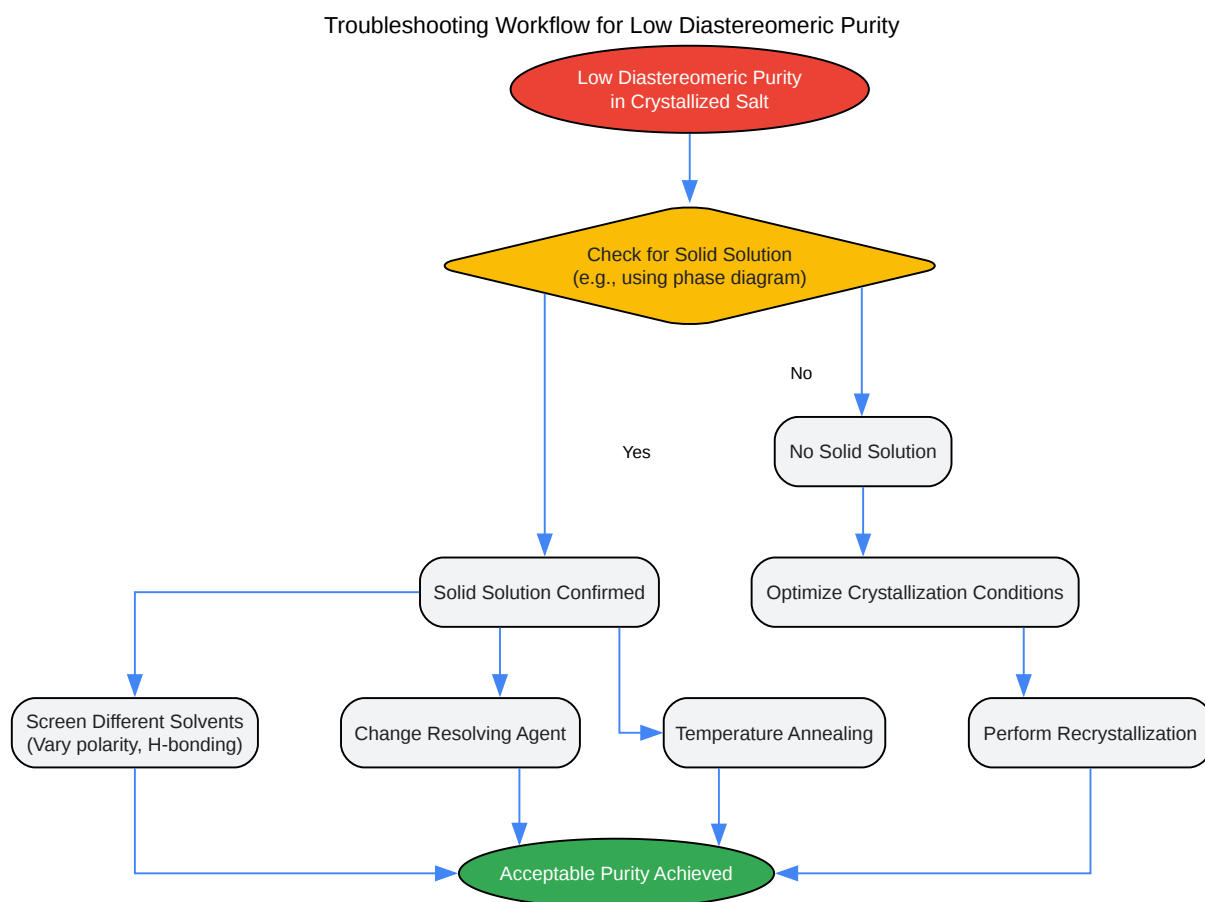 Troubleshooting Workflow for Low Diastereomeric Purity
Low Diastereomeric Purity
in Crystallized Salt
Check for Solid Solution
(e.g., using phase diagram)
No
Yes
No Solid Solution
Solid Solution Confirmed
Optimize Crystallization Conditions
Screen Different Solvents
(Vary polarity, H-bonding)
Change Resolving Agent
Temperature Annealing
Perform Recrystallization
Acceptable Purity Achieved